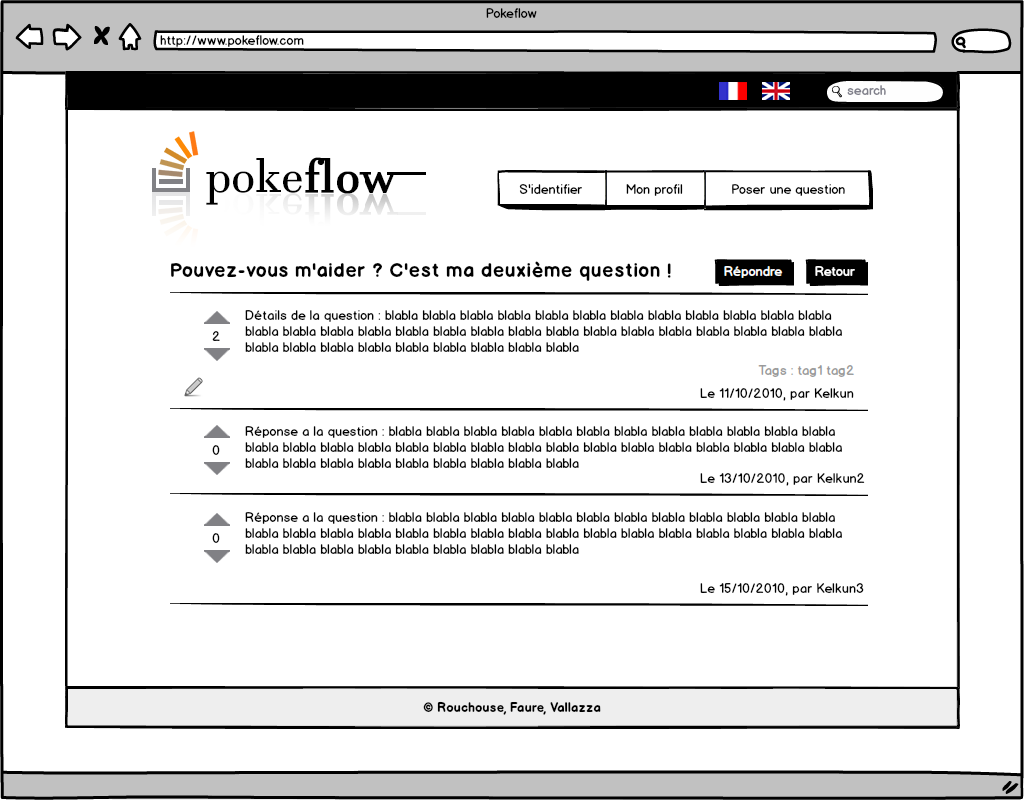 Pokeflow
http://www.pokeflow.com
search
pokeflow
S'identifier
Mon profil
Poser une question
Pouvez-vous m'aider ? C'est ma deuxième question !
Répondre
Retour
Détails de la question : blabla blabla blabla blabla blabla blabla blabla blabla blabla blabla blabla blabla
2
blabla blabla blabla blabla blabla blabla blabla blabla blabla blabla blabla blabla blabla blabla blabla blabla
blabla blabla blabla blabla blabla blabla blabla blabla blabla
Tags : tag1 tag2
Le 11/10/2010, par Kelkun
Réponse a la question : blabla blabla blabla blabla blabla blabla blabla blabla blabla blabla blabla blabla
0
blabla blabla blabla blabla blabla blabla blabla blabla blabla blabla blabla blabla blabla blabla blabla blabla
blabla blabla blabla blabla blabla blabla blabla blabla blabla
Le 13/10/2010, par Kelkun2
Réponse a la question : blabla blabla blabla blabla blabla blabla blabla blabla blabla blabla blabla blabla
0
blabla blabla blabla blabla blabla blabla blabla blabla blabla blabla blabla blabla blabla blabla blabla blabla
blabla blabla blabla blabla blabla blabla blabla blabla blabla
Le 15/10/2010, par Kelkun3
© Rouchouse, Faure, Vallazza